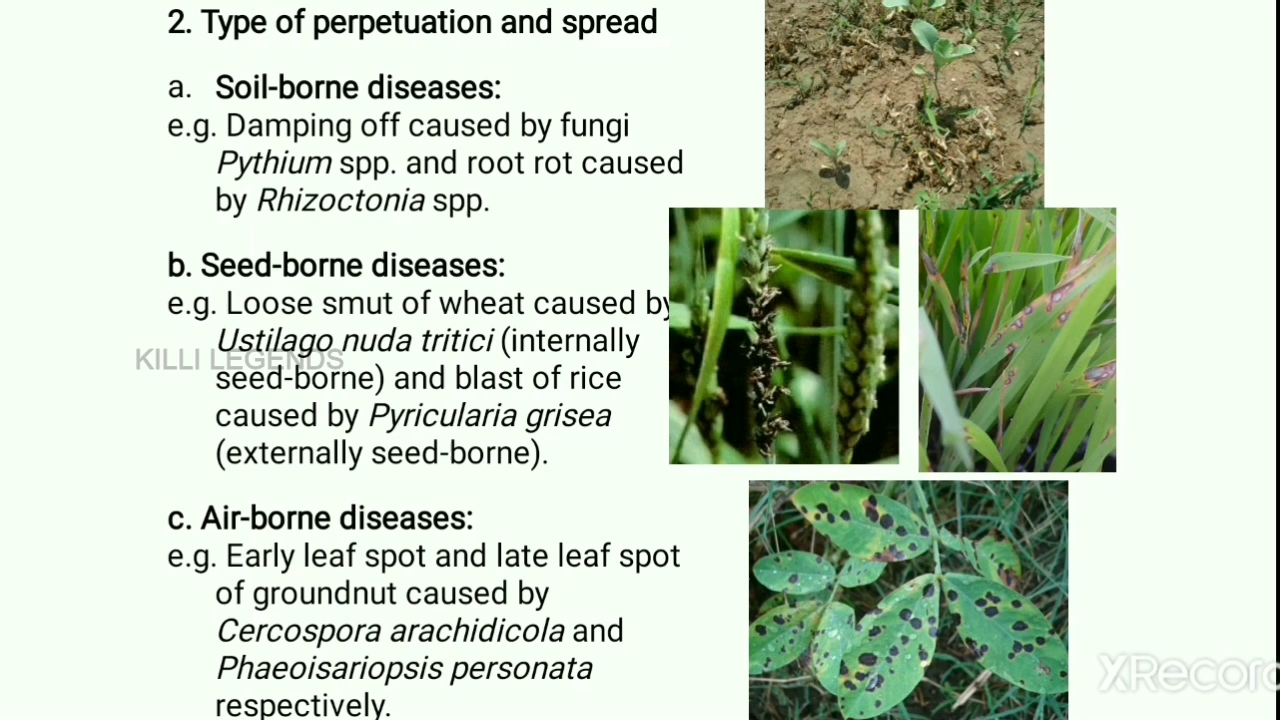 2. Type of perpetuation and spread
a. Soil-borne diseases:
e.g. Damping off caused by fungi
Pythium spp. and root rot caused
by Rhizoctonia spp.
b. Seed-borne diseases:
e.g. Loose smut of wheat caused by
Ustilago nuda tritici (internally
KILLI LEGENDS
seed-borne) and blast of rice
caused by Pyricularia grisea
(externally seed-borne).
c. Air-borne diseases:
e.g. Early leaf spot and late leaf spot
of groundnut caused by
Cercospora arachidicola and
Phaeoisariopsis personata
XRecord
respectively.